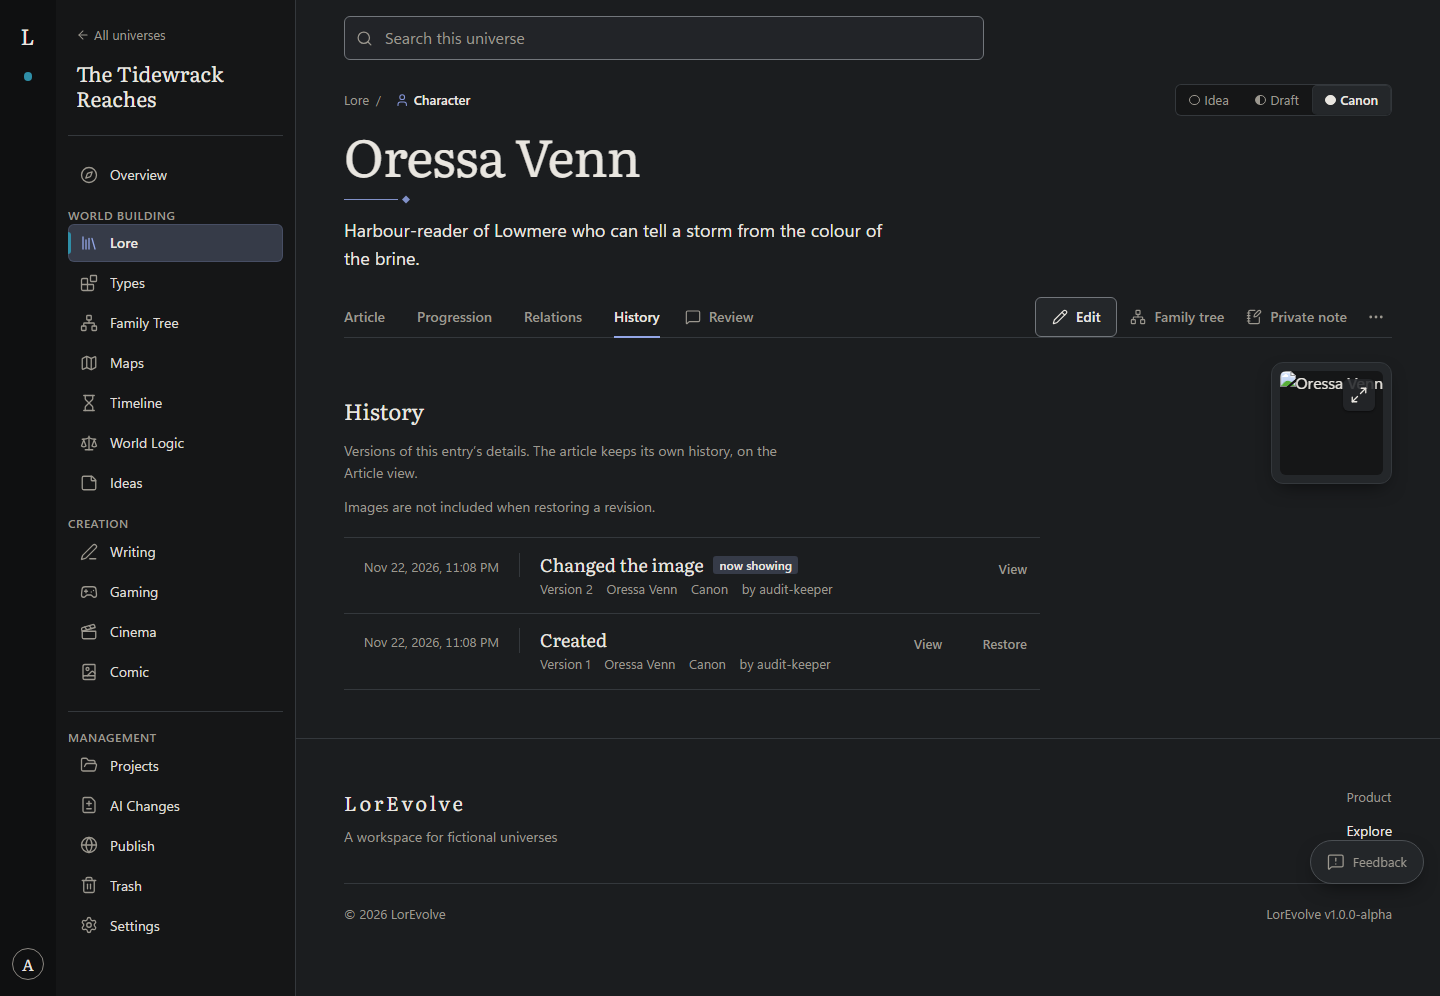 L
All universes
The Tidewrack
Reaches
Overview
WORLD BUILDING
Lore
Types
Family Tree
Maps
Timeline
World Logic
Ideas
CREATION
Writing
Gaming
Cinema
Comic
MANAGEMENT
Projects
AI Changes
Publish
Trash
Settings
A
Search this universe
Lore / Character
Idea Draft Canon
Oressa Venn
Harbour-reader of Lowmere who can tell a storm from the colour of
the brine.
Article Progression Relations History Review Edit Family tree Private note
Oressa Venn
History
Versions of this entry's details. The article keeps its own history, on the
Article view.
Images are not included when restoring a revision.
Nov 22, 2026, 11:08 PM Changed the image now showing View
Version 2 Oressa Venn Canon by audit-keeper
Nov 22, 2026, 11:08 PM Created View Restore
Version 1 Oressa Venn Canon by audit-keeper
LorEvolve
A workspace for fictional universes
Product
Explore
Feedback
© 2026 LorEvolve
LorEvolve v1.0.0-alpha